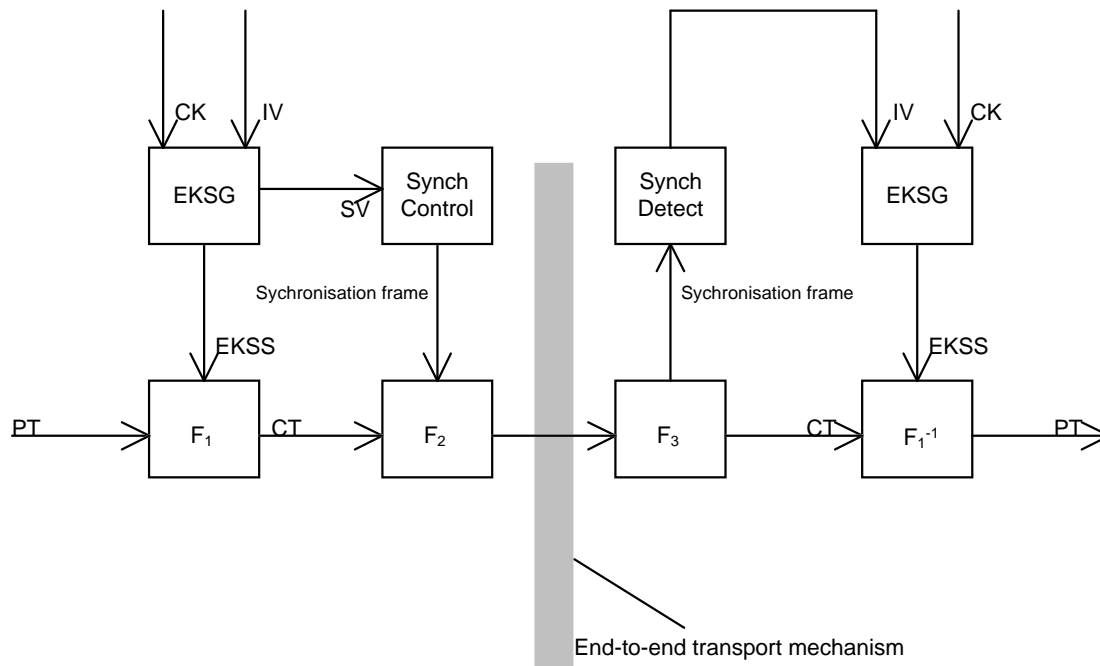 CK
IV
IV
CK
EKSG
SV
Synch
Control
Synch
Detect
EKSG
Sychronisation frame
Sychronisation frame
EKSS
EKSS
PT
F1
CT
F2
F3
CT
F1-1
PT
End-to-end transport mechanism